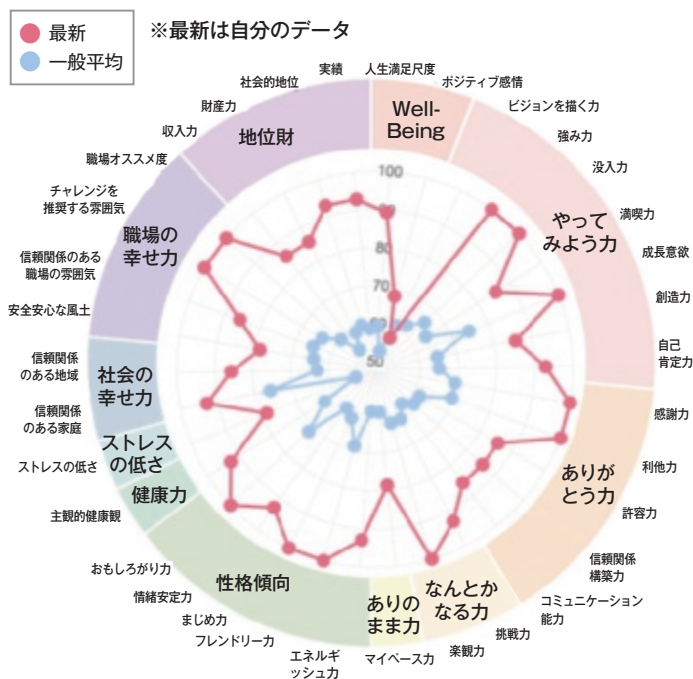 最新
一般平均
※最新は自分のデータ
実績
人生満足尺度
社会的地位
ポジティブ感情
財産力
ビジョンを描く力
収入力
強み力
職場オススメ度
没入力
チャレンジを
推奨する雰囲気
満喫力
成長意欲
信頼関係のある
職場の雰囲気
創造力
安全安心な風土
自己
肯定力
信頼関係
のある地域
感謝力
信頼関係
のある家庭
利他力
ストレスの低さ
許容力
主観的健康観
信頼関係
構築力
おもしろがり力
コミュニケーション
能力
情緒安定力
挑戦力
まじめ力
楽観力
フレンドリー力
マイペース力
エネルギ
ッシュ力
Well-
Being
地位財
やって
みよう力
職場の
幸せ力
社会の
幸せ力
ストレス
の低さ
健康力
ありが
とう力
性格傾向
ありの
まま力
なんとか
なる力
100
90
80
70
60
50